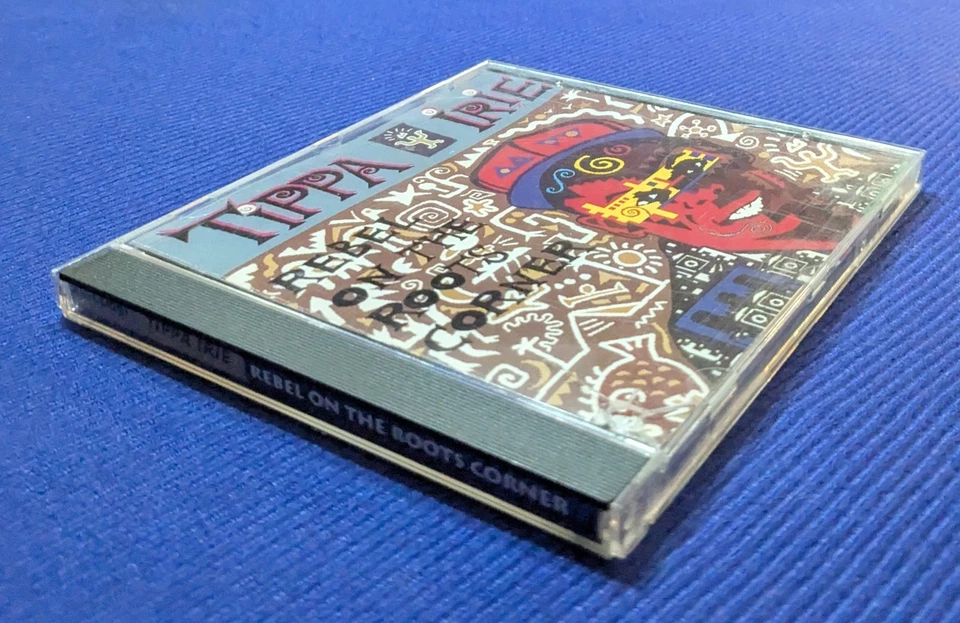 TIPPA IRIE
REBEL
ON THE
ROOTS
CORNER
TIPPA IRIE
REBEL ON THE ROOTS CORNER